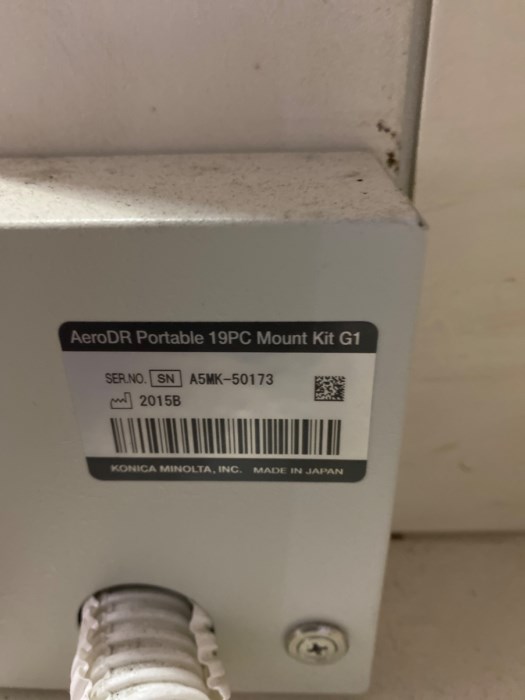 AeroDR Portable 19PC Mount Kit G1
SER.NO. SN A5MK-50173
2015B
KONICA MINOLTA, INC. MADE IN JAPAN